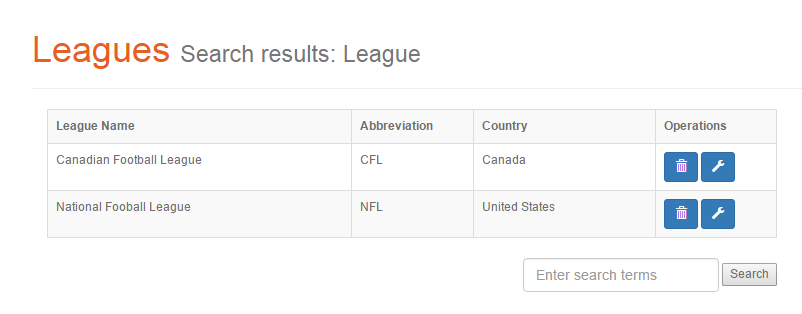 Leagues Search results: League
League Name Abbreviation Country Operations
Canadian Football League CFL Canada
National Fooball League NFL United States
Enter search terms Search